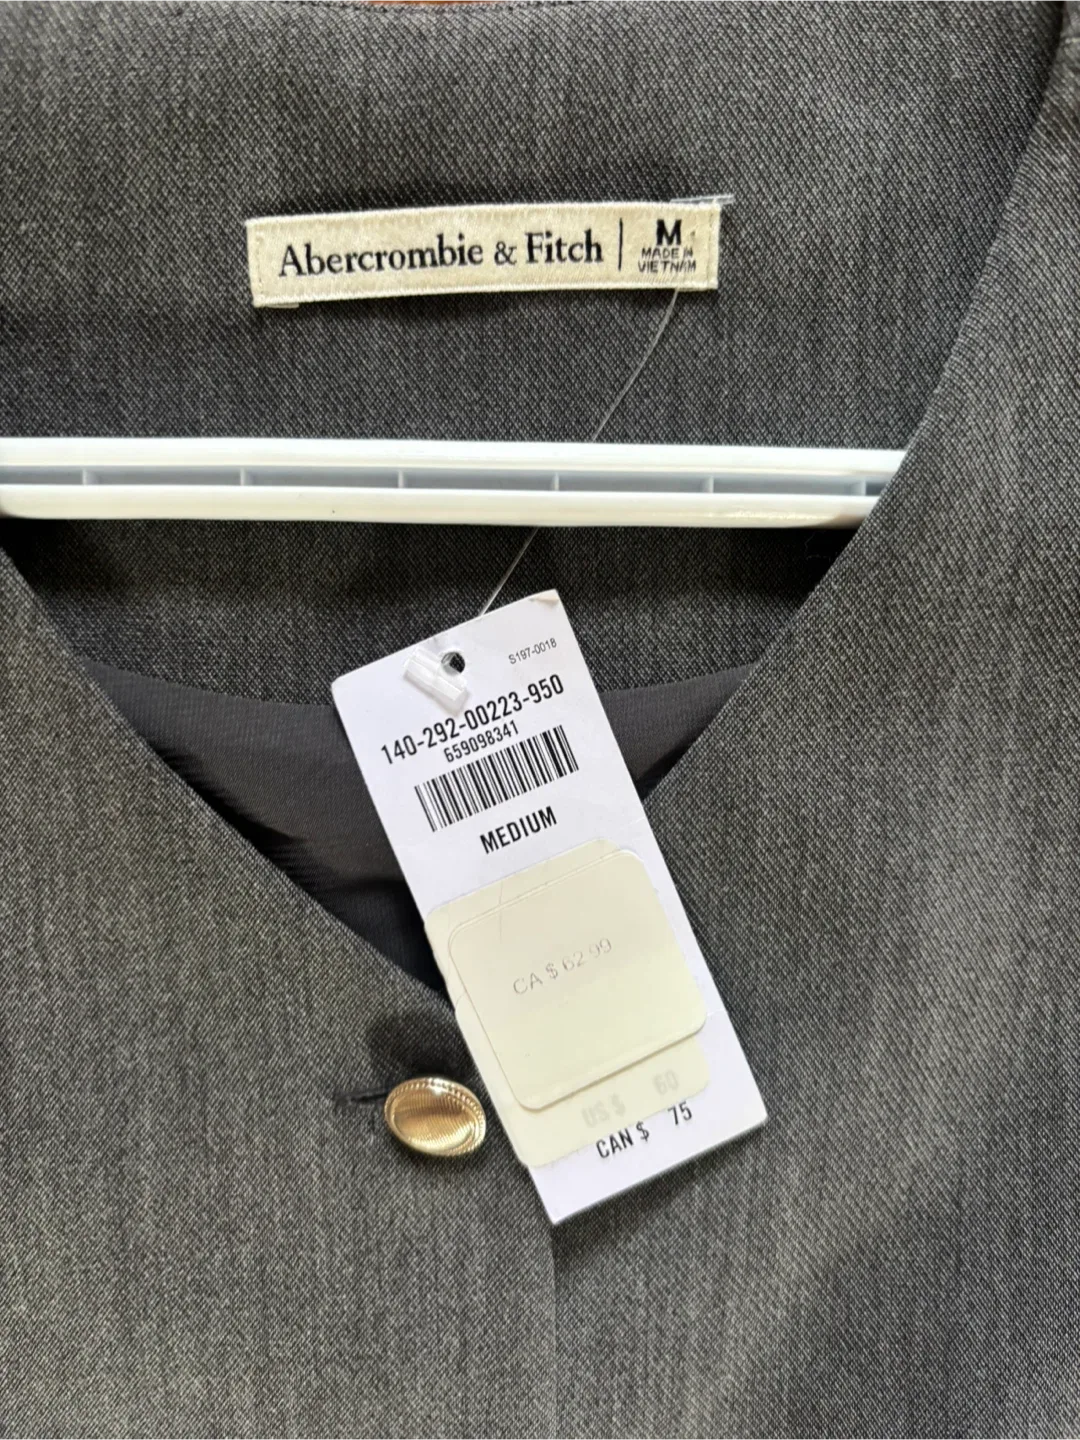 Abercrombie & Fitch | M
MADE IN
VIETNAM
S197-0018
140-292-00223-950
659098341
MEDIUM
CA $ 62.99
US $ 60
CAN $ 75